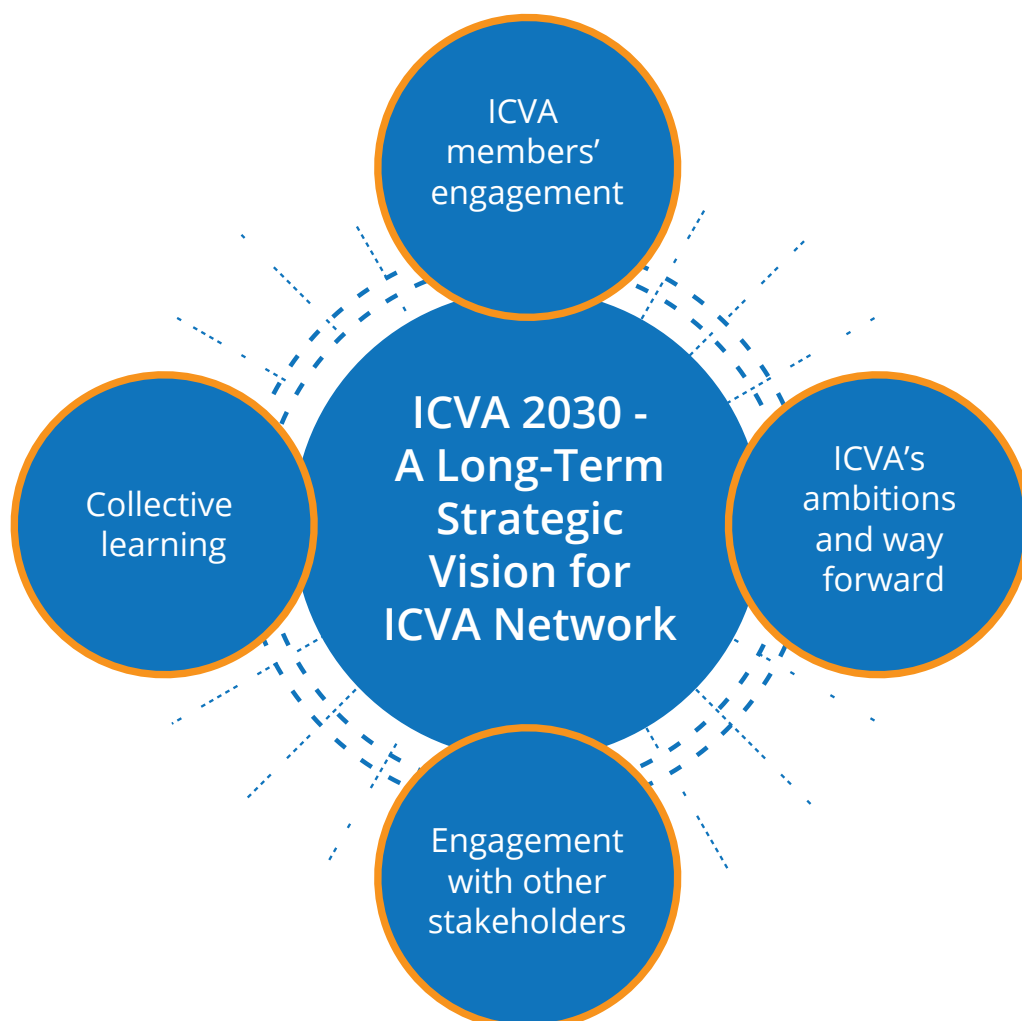 ICVA
members’
engagement
ICVA 2030 -
A Long-Term
Strategic
Vision for
ICVA Network
ICVA’s
ambitions
and way
forward
Collective
learning
Engagement
with other
stakeholders